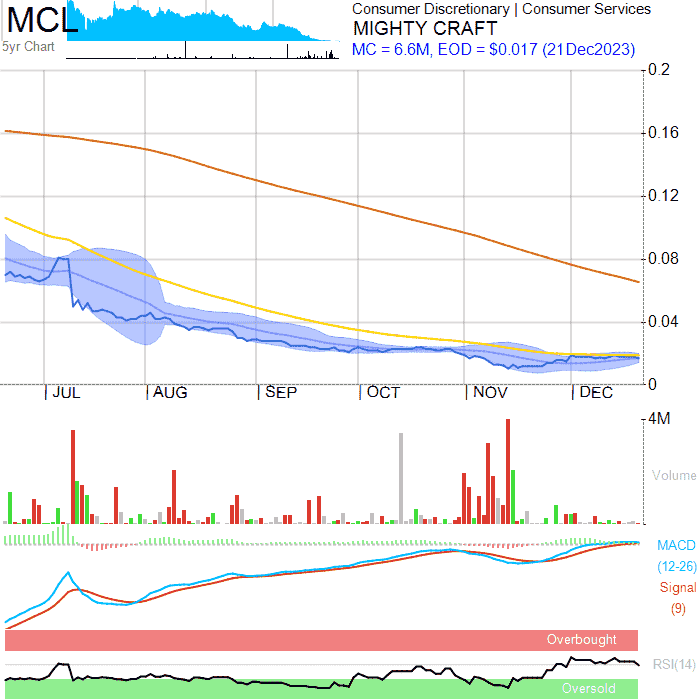 MCL
5yr Chart
Consumer Discretionary | Consumer Services
MIGHTY CRAFT
MC = 6.6M, EOD = $0.017 (21Dec2023)
0.2
0.16
0.12
0.08
0.04
0
JUL AUG SEP OCT NOV DEC
4M
Volume
MACD
(12-26)
Signal
(9)
Overbought
RSI(14)
Oversold